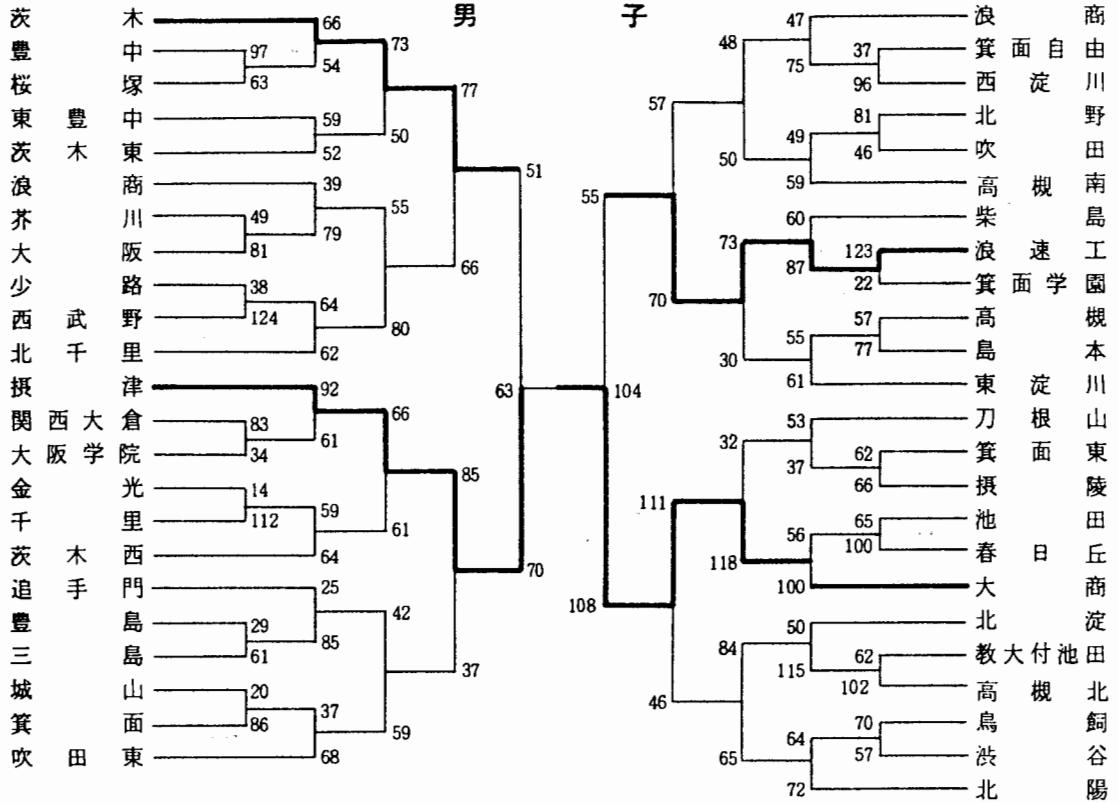 男子
茨木
豊中
桜塚
東豊中
茨木東
浪商
芥川
大阪
少路
西武野
北千里
摂津
関西大倉
大阪学院
金光
千里
茨木西
追手門
豊島
三島
城山
箕面
吹田東
66
97
63
54
59
52
39
49
81
79
38
124
64
62
92
83
34
61
14
112
59
64
25
29
61
85
20
86
37
68
73
50
55
80
66
61
42
59
77
66
85
37
51
70
63
104
55
108
57
70
111
46
48
50
73
30
32
118
84
65
47
75
49
59
60
87
55
61
53
37
56
100
50
115
64
72
37
96
81
46
123
22
57
77
62
66
65
100
62
102
70
57
浪商
箕面自由
西淀川
北野
吹田
高槻南
柴島
浪速工
箕面学園
高槻
島本
東淀川
刀根山
箕面東
摂陵
池田
春日丘
大商
北淀
教大付池田
高槻北
鳥飼
渋谷
北陽